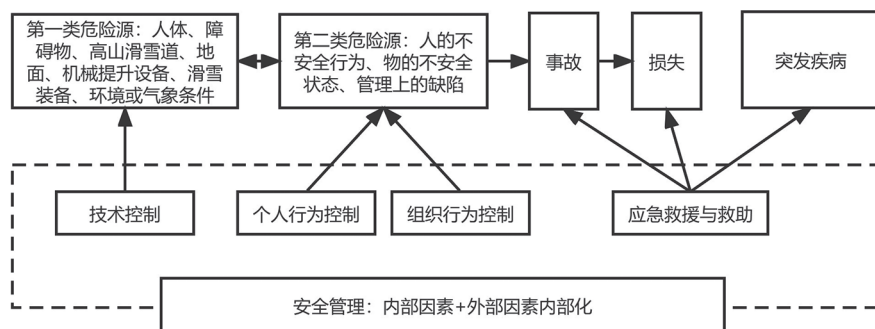 第一类危险源：人体、障
碍物、高山滑雪道、地
面、机械提升设备、滑雪
装备、环境或气象条件
第二类危险源：人的不
安全行为、物的不安全
状态、管理上的缺陷
事故
损失
突发疾病
技术控制
个人行为控制
组织行为控制
应急救援与救助
安全管理：内部因素+外部因素内部化